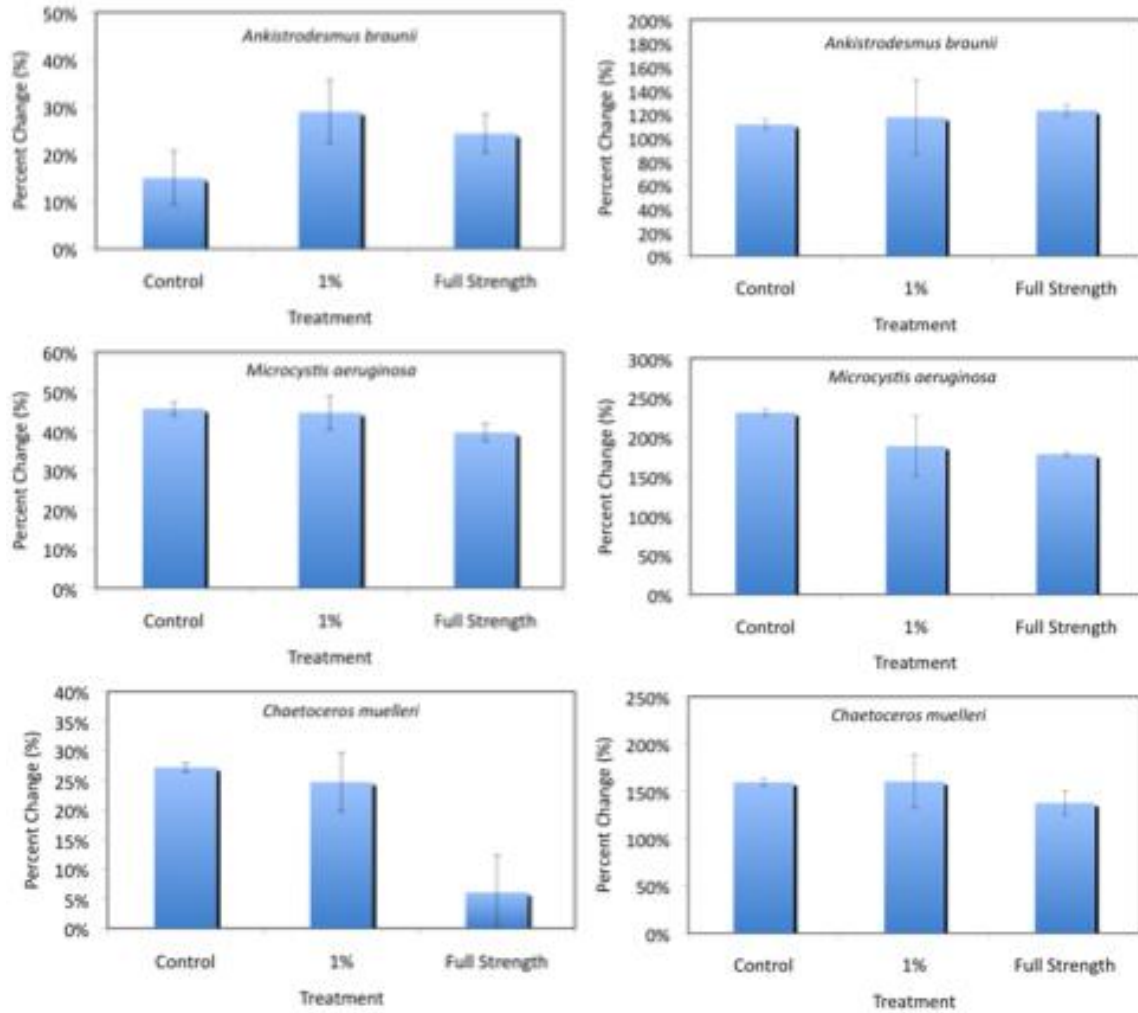 Ankistrodesmus braunii
Percent Change (%)
50%
40%
30%
20%
10%
0%
Control 1% Full Strength
Treatment
Ankistrodesmus braunii
Percent Change (%)
200%
180%
160%
140%
120%
100%
80%
60%
40%
20%
0%
Control 1% Full Strength
Treatment
Microcystis aeruginosa
Percent Change (%)
60%
50%
40%
30%
20%
10%
0%
Control 1% Full Strength
Treatment
Microcystis aeruginosa
Percent Change (%)
300%
250%
200%
150%
100%
50%
0%
Control 1% Full Strength
Treatment
Chaetoceros muelleri
Percent Change (%)
40%
35%
30%
25%
20%
15%
10%
5%
0%
Control 1% Full Strength
Treatment
Chaetoceros muelleri
Percent Change (%)
250%
200%
150%
100%
50%
0%
Control 1% Full Strength
Treatment